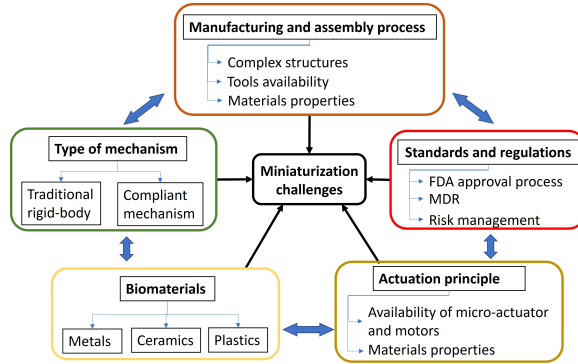 Manufacturing and assembly process
Complex structures
Tools availability
Materials properties
Type of mechanism
Traditional
rigid-body
Compliant
mechanism
Miniaturization
challenges
Standards and regulations
FDA approval process
MDR
Risk management
Biomaterials
Metals
Ceramics
Plastics
Actuation principle
Availability of micro-actuator
and motors
Materials properties